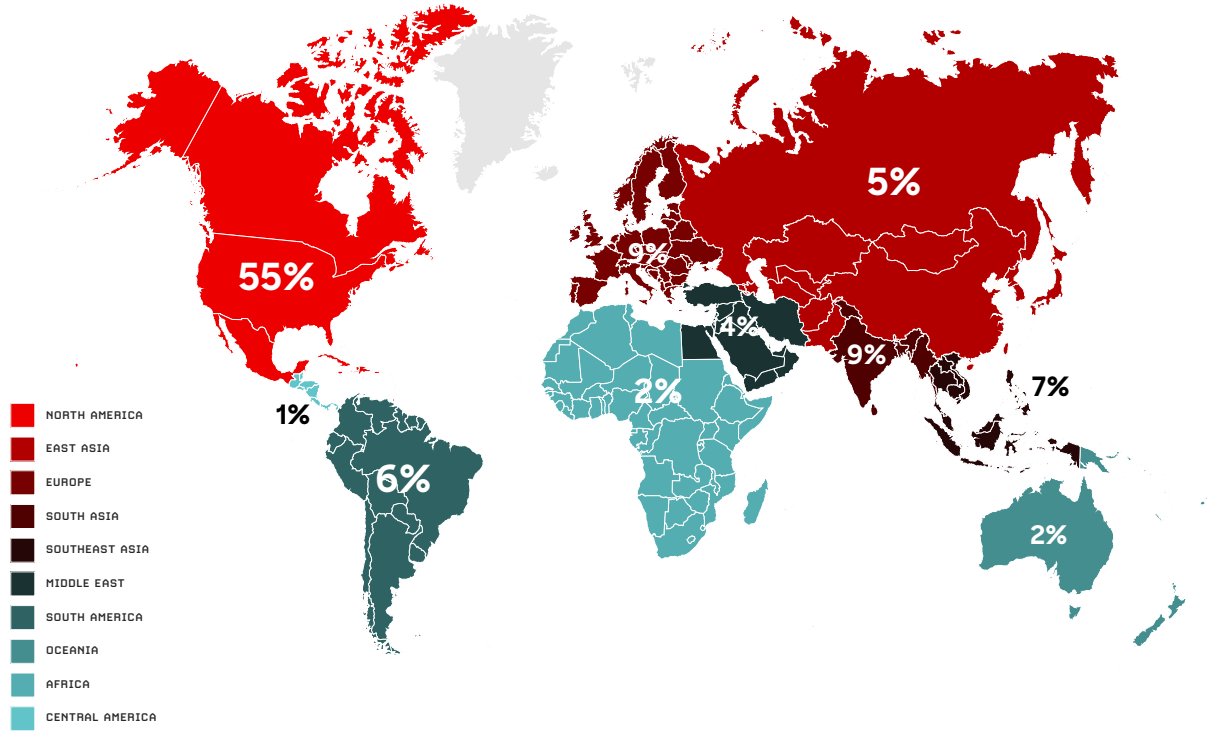 5%
9%
55%
4%
9%
7%
2%
1%
6%
2%
NORTH AMERICA
EAST ASIA
EUROPE
SOUTH ASIA
SOUTHEAST ASIA
MIDDLE EAST
SOUTH AMERICA
OCEANIA
AFRICA
CENTRAL AMERICA